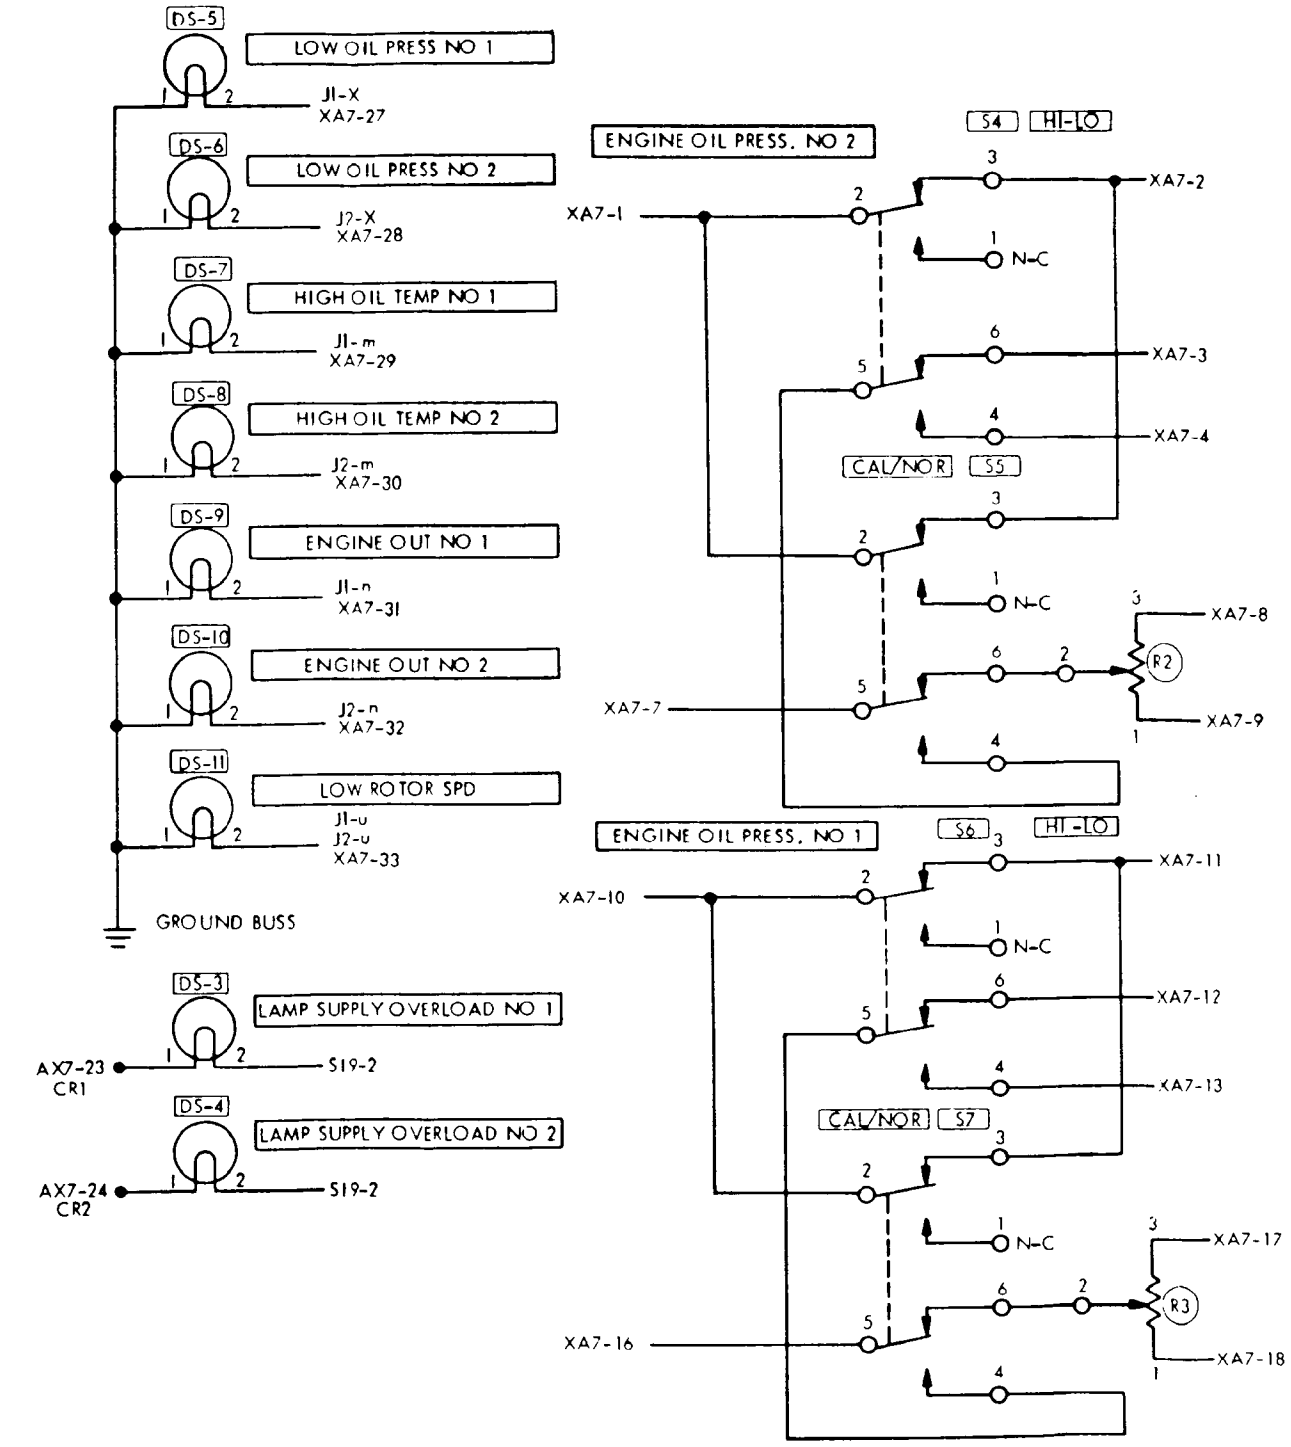 DS-5
LOW OIL PRESS NO 1
1 2
J1-X
XA7-27
DS-6
LOW OIL PRESS NO 2
1 2
J2-X
XA7-28
DS-7
HIGH OIL TEMP NO 1
1 2
J1-m
XA7-29
DS-8
HIGH OIL TEMP NO 2
1 2
J2-m
XA7-30
DS-9
ENGINE OUT NO 1
1 2
J1-n
XA7-31
DS-10
ENGINE OUT NO 2
1 2
J2-n
XA7-32
DS-11
LOW ROTOR SPD
1 2
J1-u
J2-u
XA7-33
GROUND BUSS
DS-3
LAMP SUPPLY OVERLOAD NO 1
1 2
AX7-23
CR1
S19-2
DS-4
LAMP SUPPLY OVERLOAD NO 2
1 2
AX7-24
CR2
S19-2
ENGINE OIL PRESS. NO 2
S4 HI-LO
XA7-1
2
3
XA7-2
1
N-C
5
6
XA7-3
4
XA7-4
CAL/NOR S5
2
3
1
N-C
XA7-7
5
6
2
3
XA7-8
R2
XA7-9
1
4
ENGINE OIL PRESS. NO 1
S6 HI-LO
XA7-10
2
3
XA7-11
1
N-C
5
6
XA7-12
4
XA7-13
CAL/NOR S7
2
3
1
N-C
XA7-16
5
6
2
3
XA7-17
R3
XA7-18
1
4